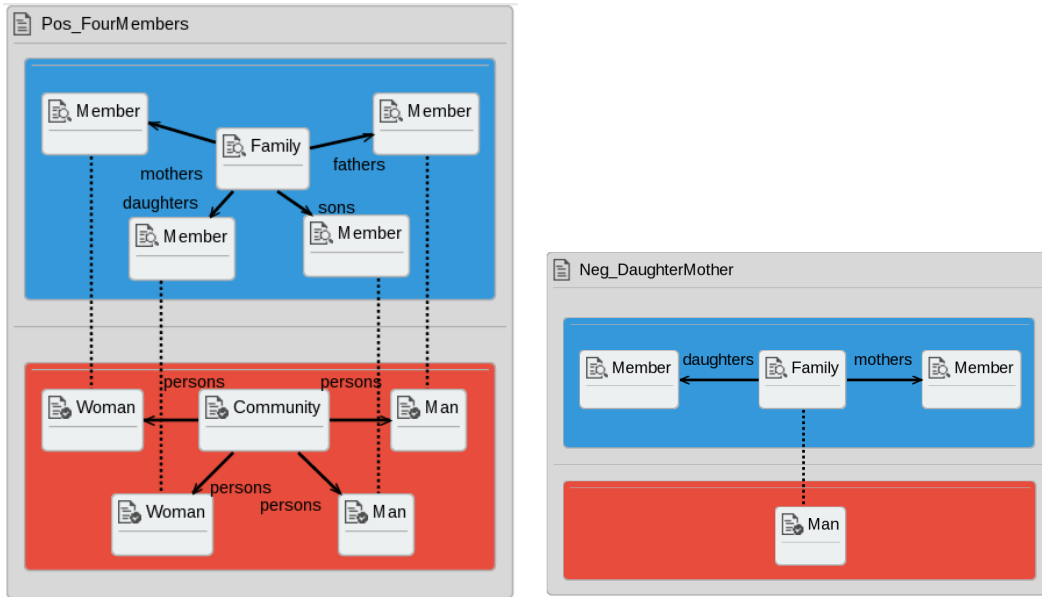 Pos_FourMembers
Member
Member
Family
mothers
fathers
daughters
sons
Member
Member
persons
persons
Woman
Community
Man
persons
persons
Woman
Man
Neg_DaughterMother
Member
daughters
Family
mothers
Member
Man